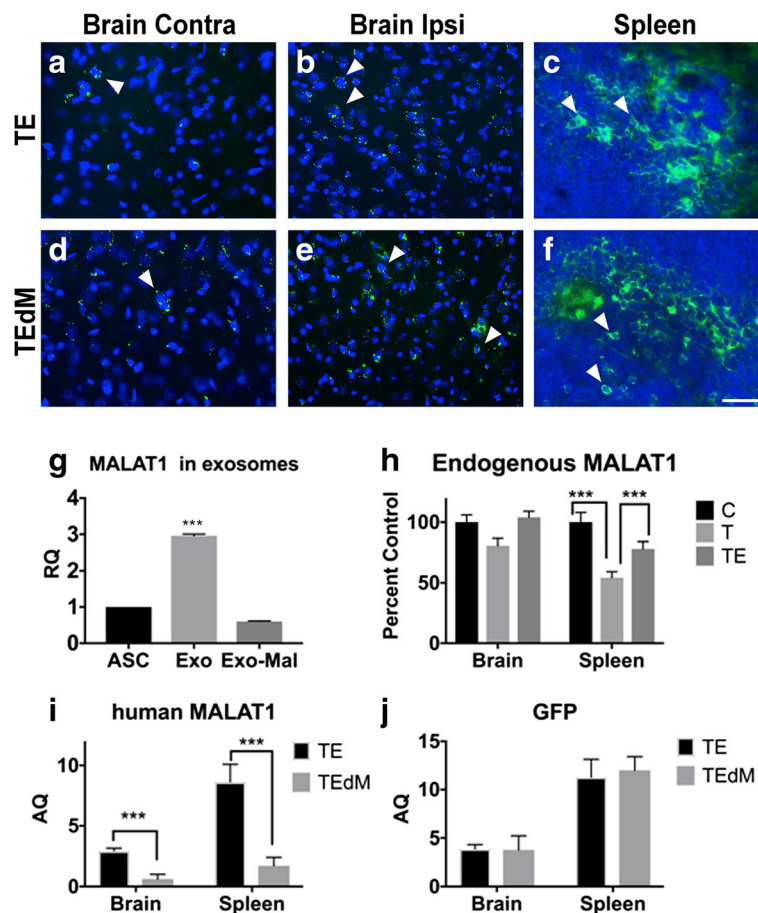 Brain Contra Brain Ipsi Spleen
a b c
TE
d e f
TEdM
g MALAT1 in exosomes
4
3
2
1
0
RQ
***
ASC Exo Exo-Mal
h Endogenous MALAT1
100
50
0
Percent Control
*** ***
C
T
TE
Brain Spleen
i human MALAT1
10
5
0
AQ
***
***
TE
TEdM
Brain Spleen
j GFP
15
10
5
0
AQ
TE
TEdM
Brain Spleen